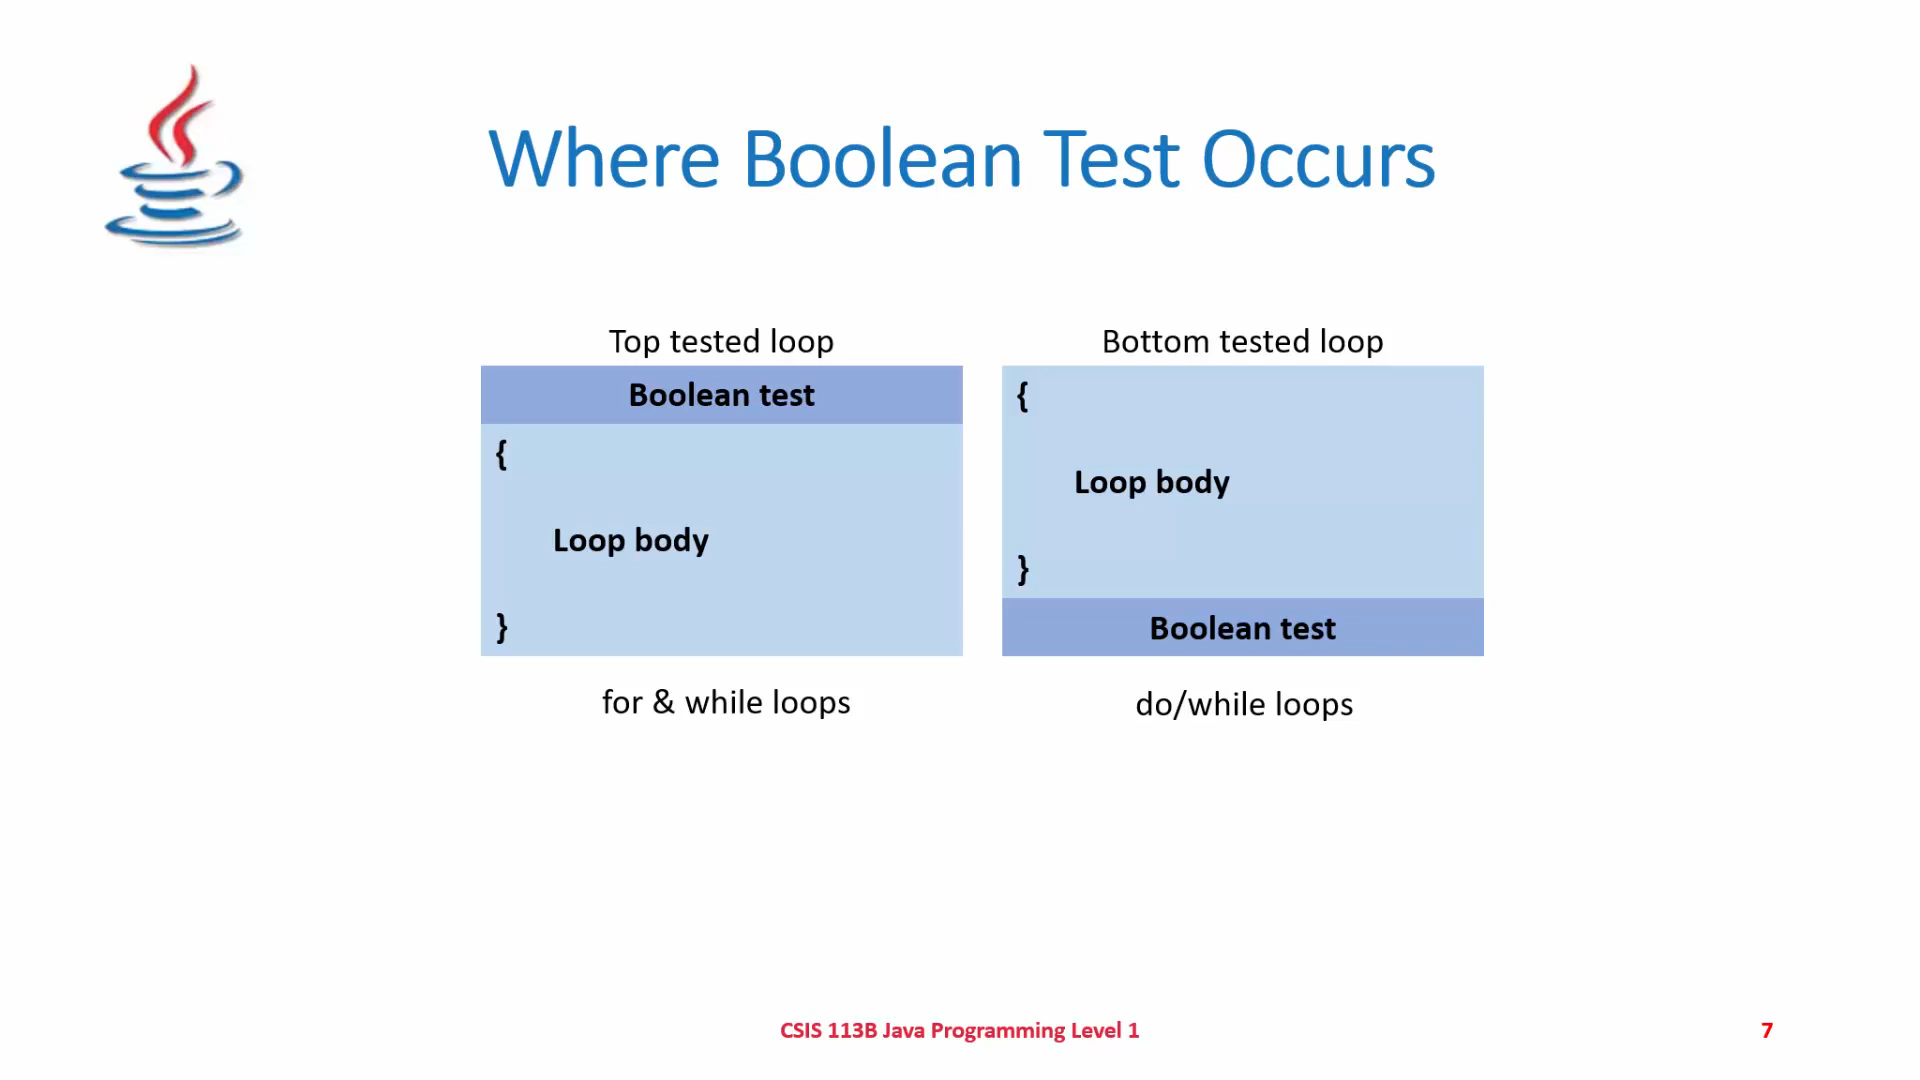 Where Boolean Test Occurs
Top tested loop
Boolean test
{
Loop body
}
for & while loops
Bottom tested loop
{
Loop body
}
Boolean test
do/while loops
CSIS 113B Java Programming Level 1
7